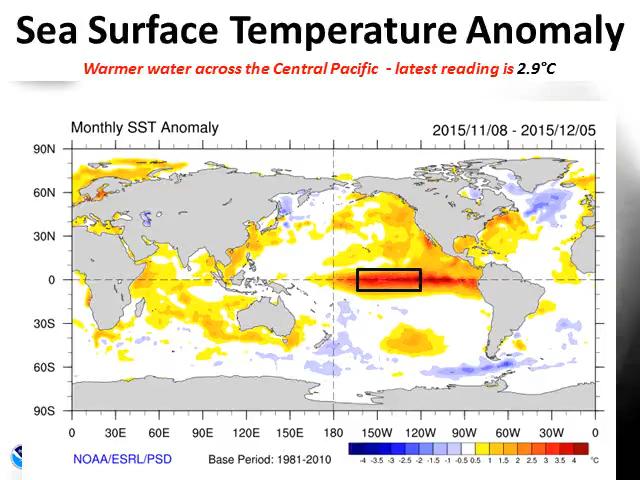 Sea Surface Temperature Anomaly
Warmer water across the Central Pacific - latest reading is 2.9°C
Monthly SST Anomaly
2015/11/08 - 2015/12/05
90N
60N
30N
0
30S
60S
90S
0 30E 60E 90E 120E 150E 180 150W 120W 90W 60W 30W 0
NOAA/ESRL/PSD
Base Period: 1981-2010
-4 -3.5 -3 -2.5 -2 -1.5 -1 -0.5 0.5 1 1.5 2 2.5 3 3.5 4 °C